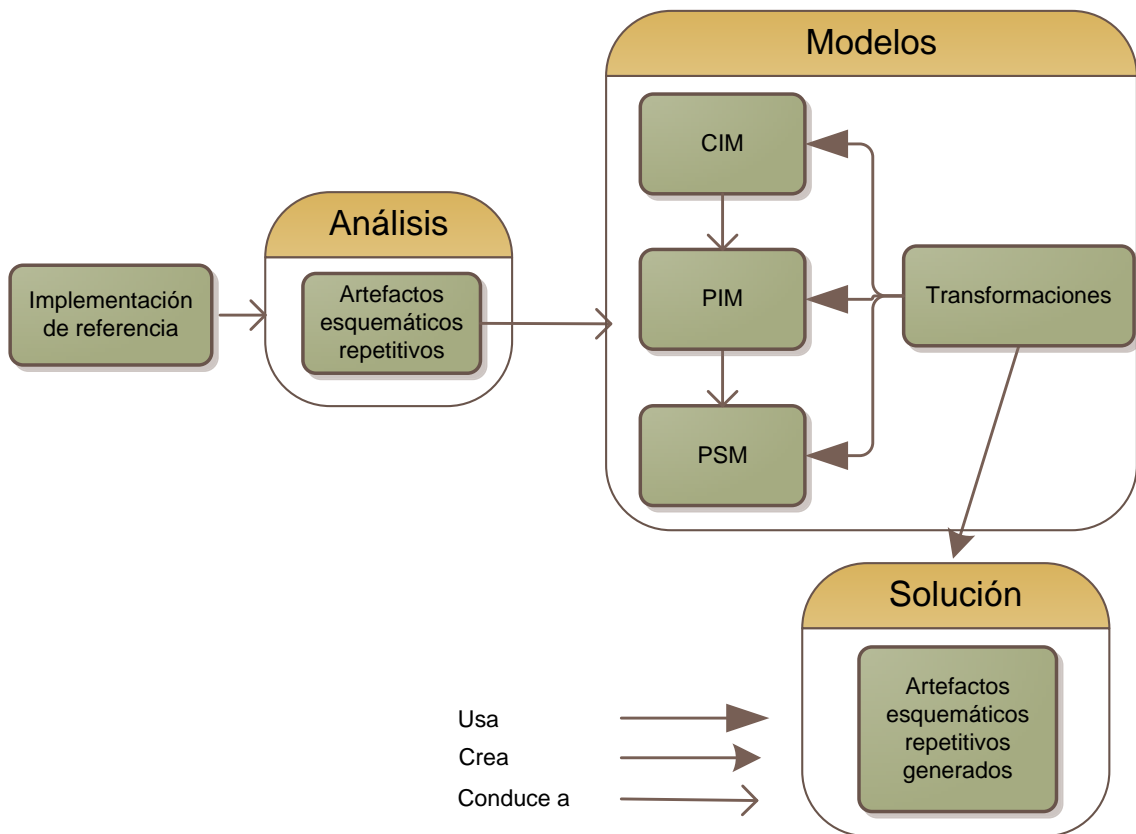 Modelos
CIM
Análisis
Implementación
de referencia
Artefactos
esquemáticos
repetitivos
PIM
Transformaciones
PSM
Solución
Artefactos
esquemáticos
repetitivos
generados
Usa
Crea
Conduce a